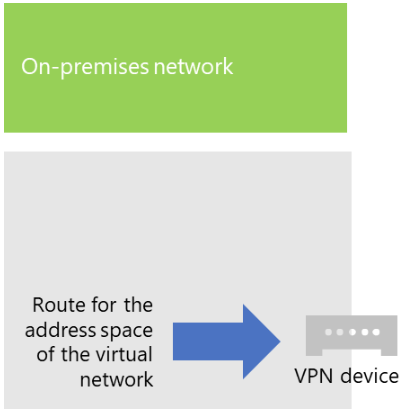 On-premises network
Route for the
address space
of the virtual
network
VPN device